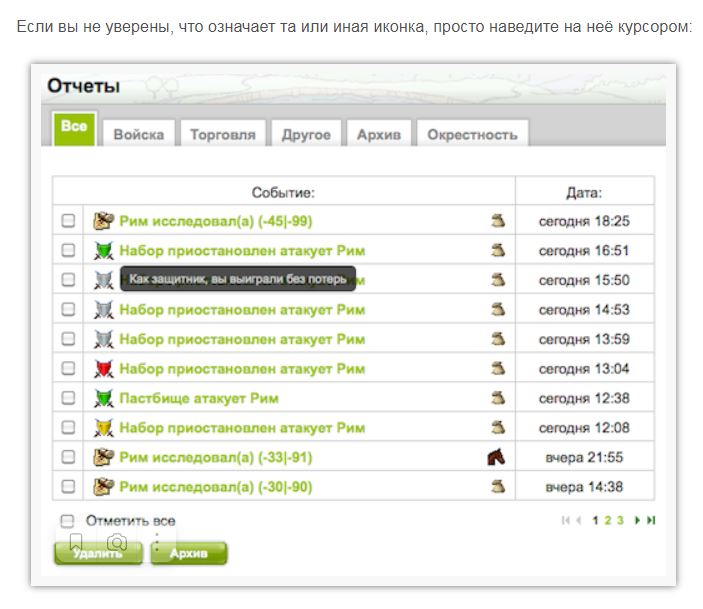 Если вы не уверены, что означает та или иная иконка, просто наведите на неё курсором:
Отчеты
Все Войска Торговля Другое Архив Окрестность
Событие: Дата:
Рим исследовал(а) (-45|-99) сегодня 18:25
Набор приостановлен атакует Рим сегодня 16:51
Как защитник, вы выиграли без потерь сегодня 15:50
Набор приостановлен атакует Рим сегодня 14:53
Набор приостановлен атакует Рим сегодня 13:59
Набор приостановлен атакует Рим сегодня 13:04
Пастбище атакует Рим сегодня 12:38
Набор приостановлен атакует Рим сегодня 12:08
Рим исследовал(а) (-33|-91) вчера 21:55
Рим исследовал(а) (-30|-90) вчера 14:38
Отметить все 1 2 3
Удалить Архив